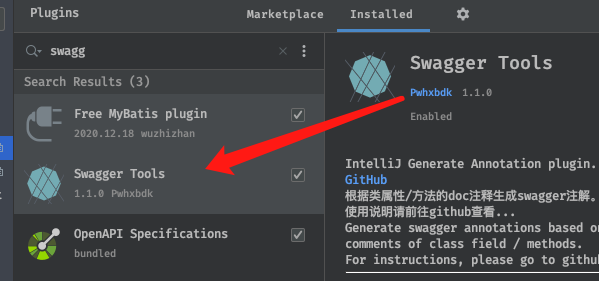 Plugins
Marketplace
Installed
swagg
Search Results (3)
Free MyBatis plugin
2020.12.18 wuzhizhan
Swagger Tools
1.1.0 Pwhxbdk
OpenAPI Specifications
bundled
Swagger Tools
Pwhxbdk 1.1.0
Enabled
IntelliJ Generate Annotation plugin.
GitHub
根据类属性/方法的doc注释生成swagger注解。
使用说明请前往github查看...
Generate swagger annotations based on
comments of class field / methods.
For instructions, please go to github